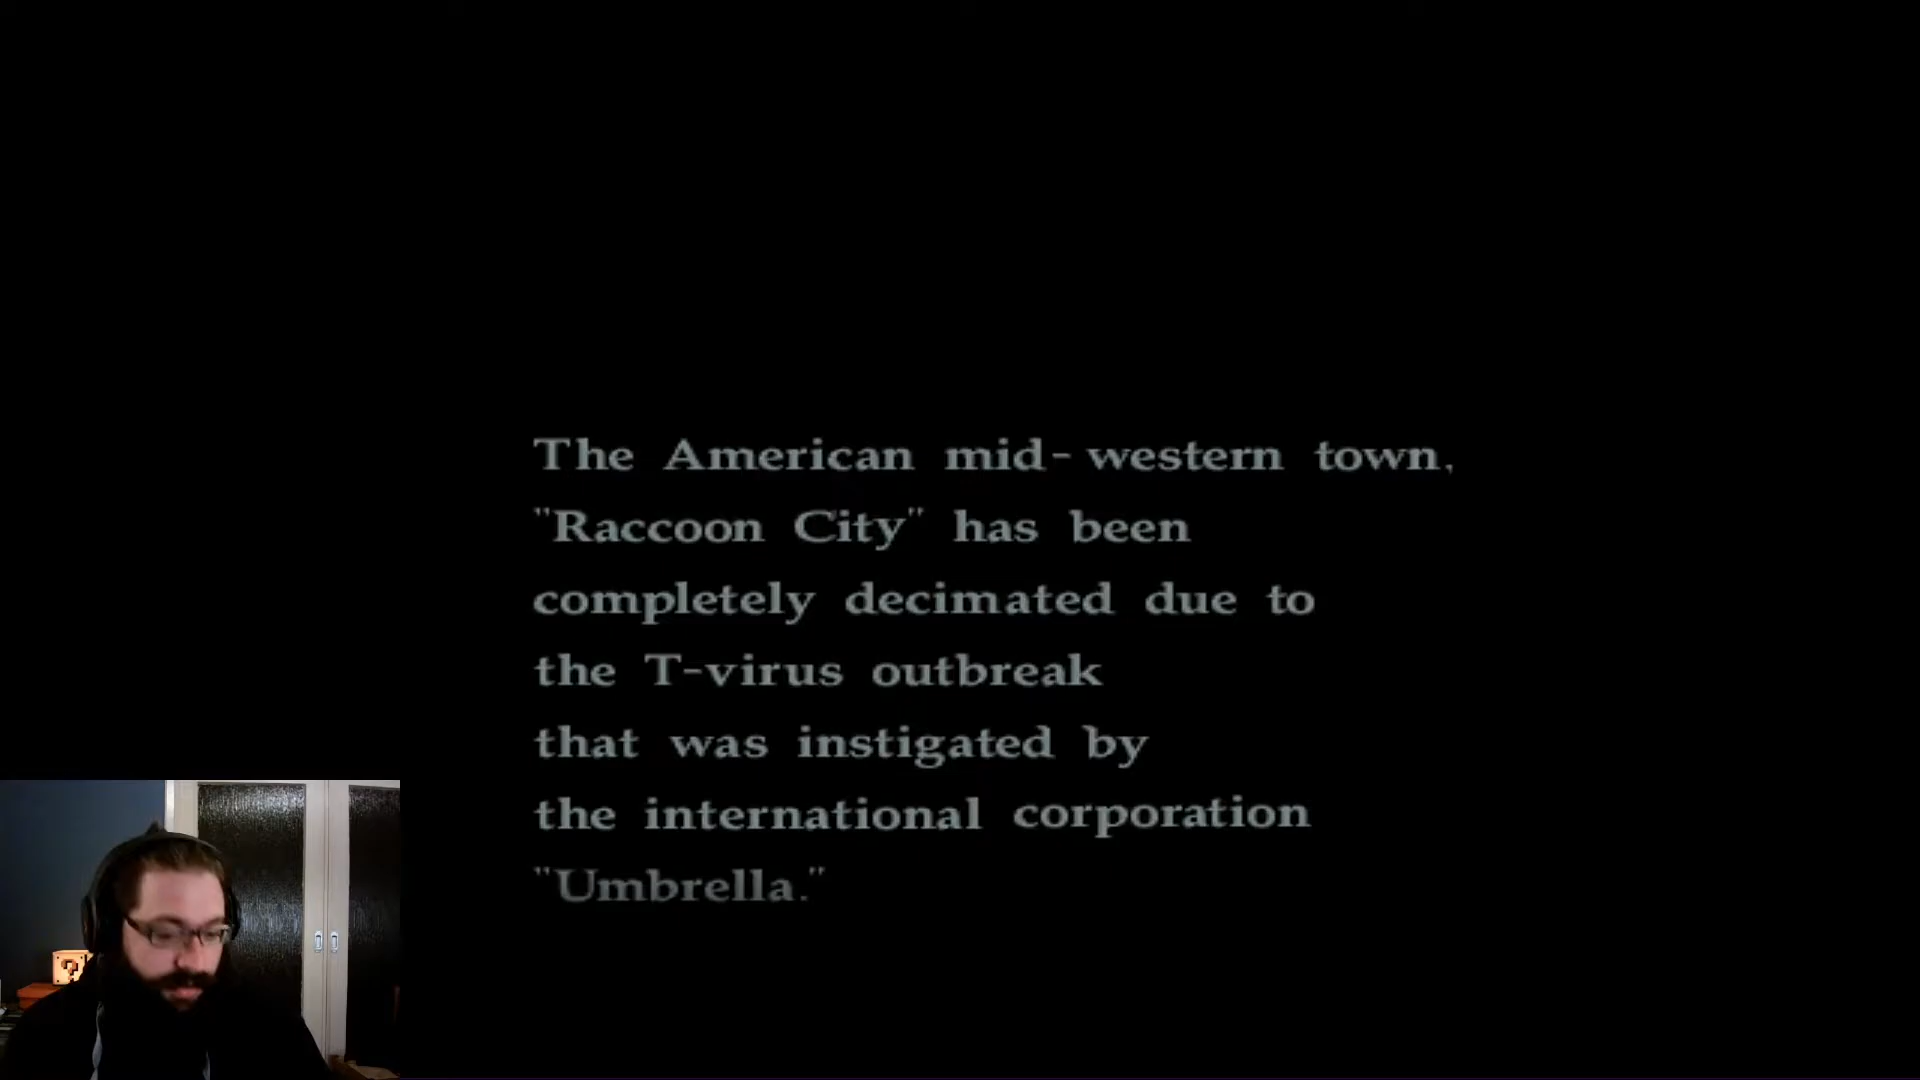 The American mid-western town,
"Raccoon City" has been
completely decimated due to
the T-virus outbreak
that was instigated by
the international corporation
"Umbrella."
?